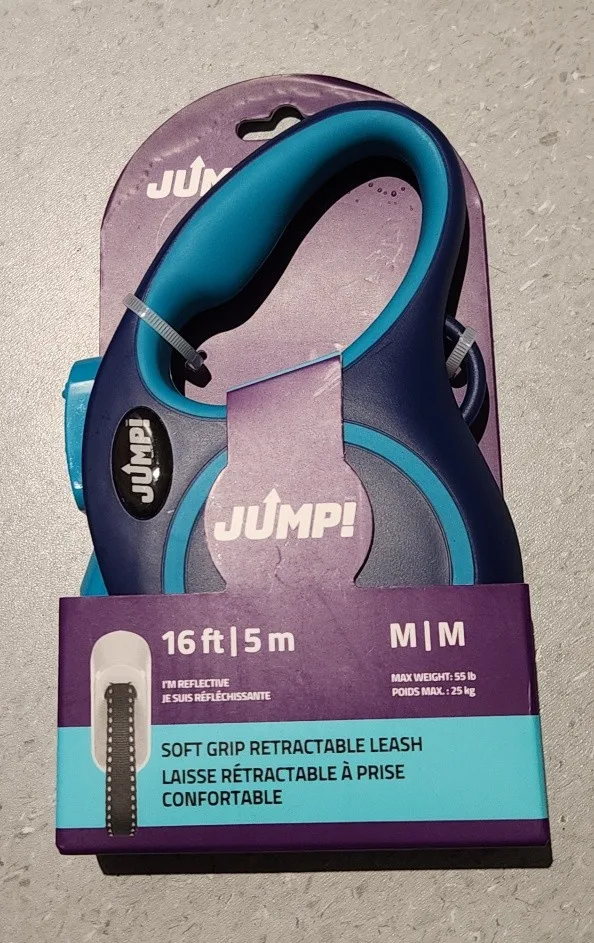 JUM
JUMP!
JUMP!
16 ft | 5 m
M | M
I'M REFLECTIVE
JE SUIS RÉFLÉCHISSANTE
MAX WEIGHT: 55 lb
POIDS MAX. : 25 kg
SOFT GRIP RETRACTABLE LEASH
LAISSE RÉTRACTABLE À PRISE
CONFORTABLE